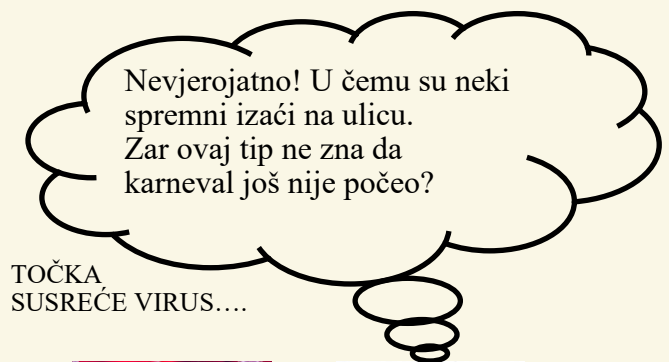 Nevjerojatno! U čemu su neki
spremni izaći na ulicu.
Zar ovaj tip ne zna da
karneval još nije počeo?
TOČKA
SUSREĆE VIRUS....